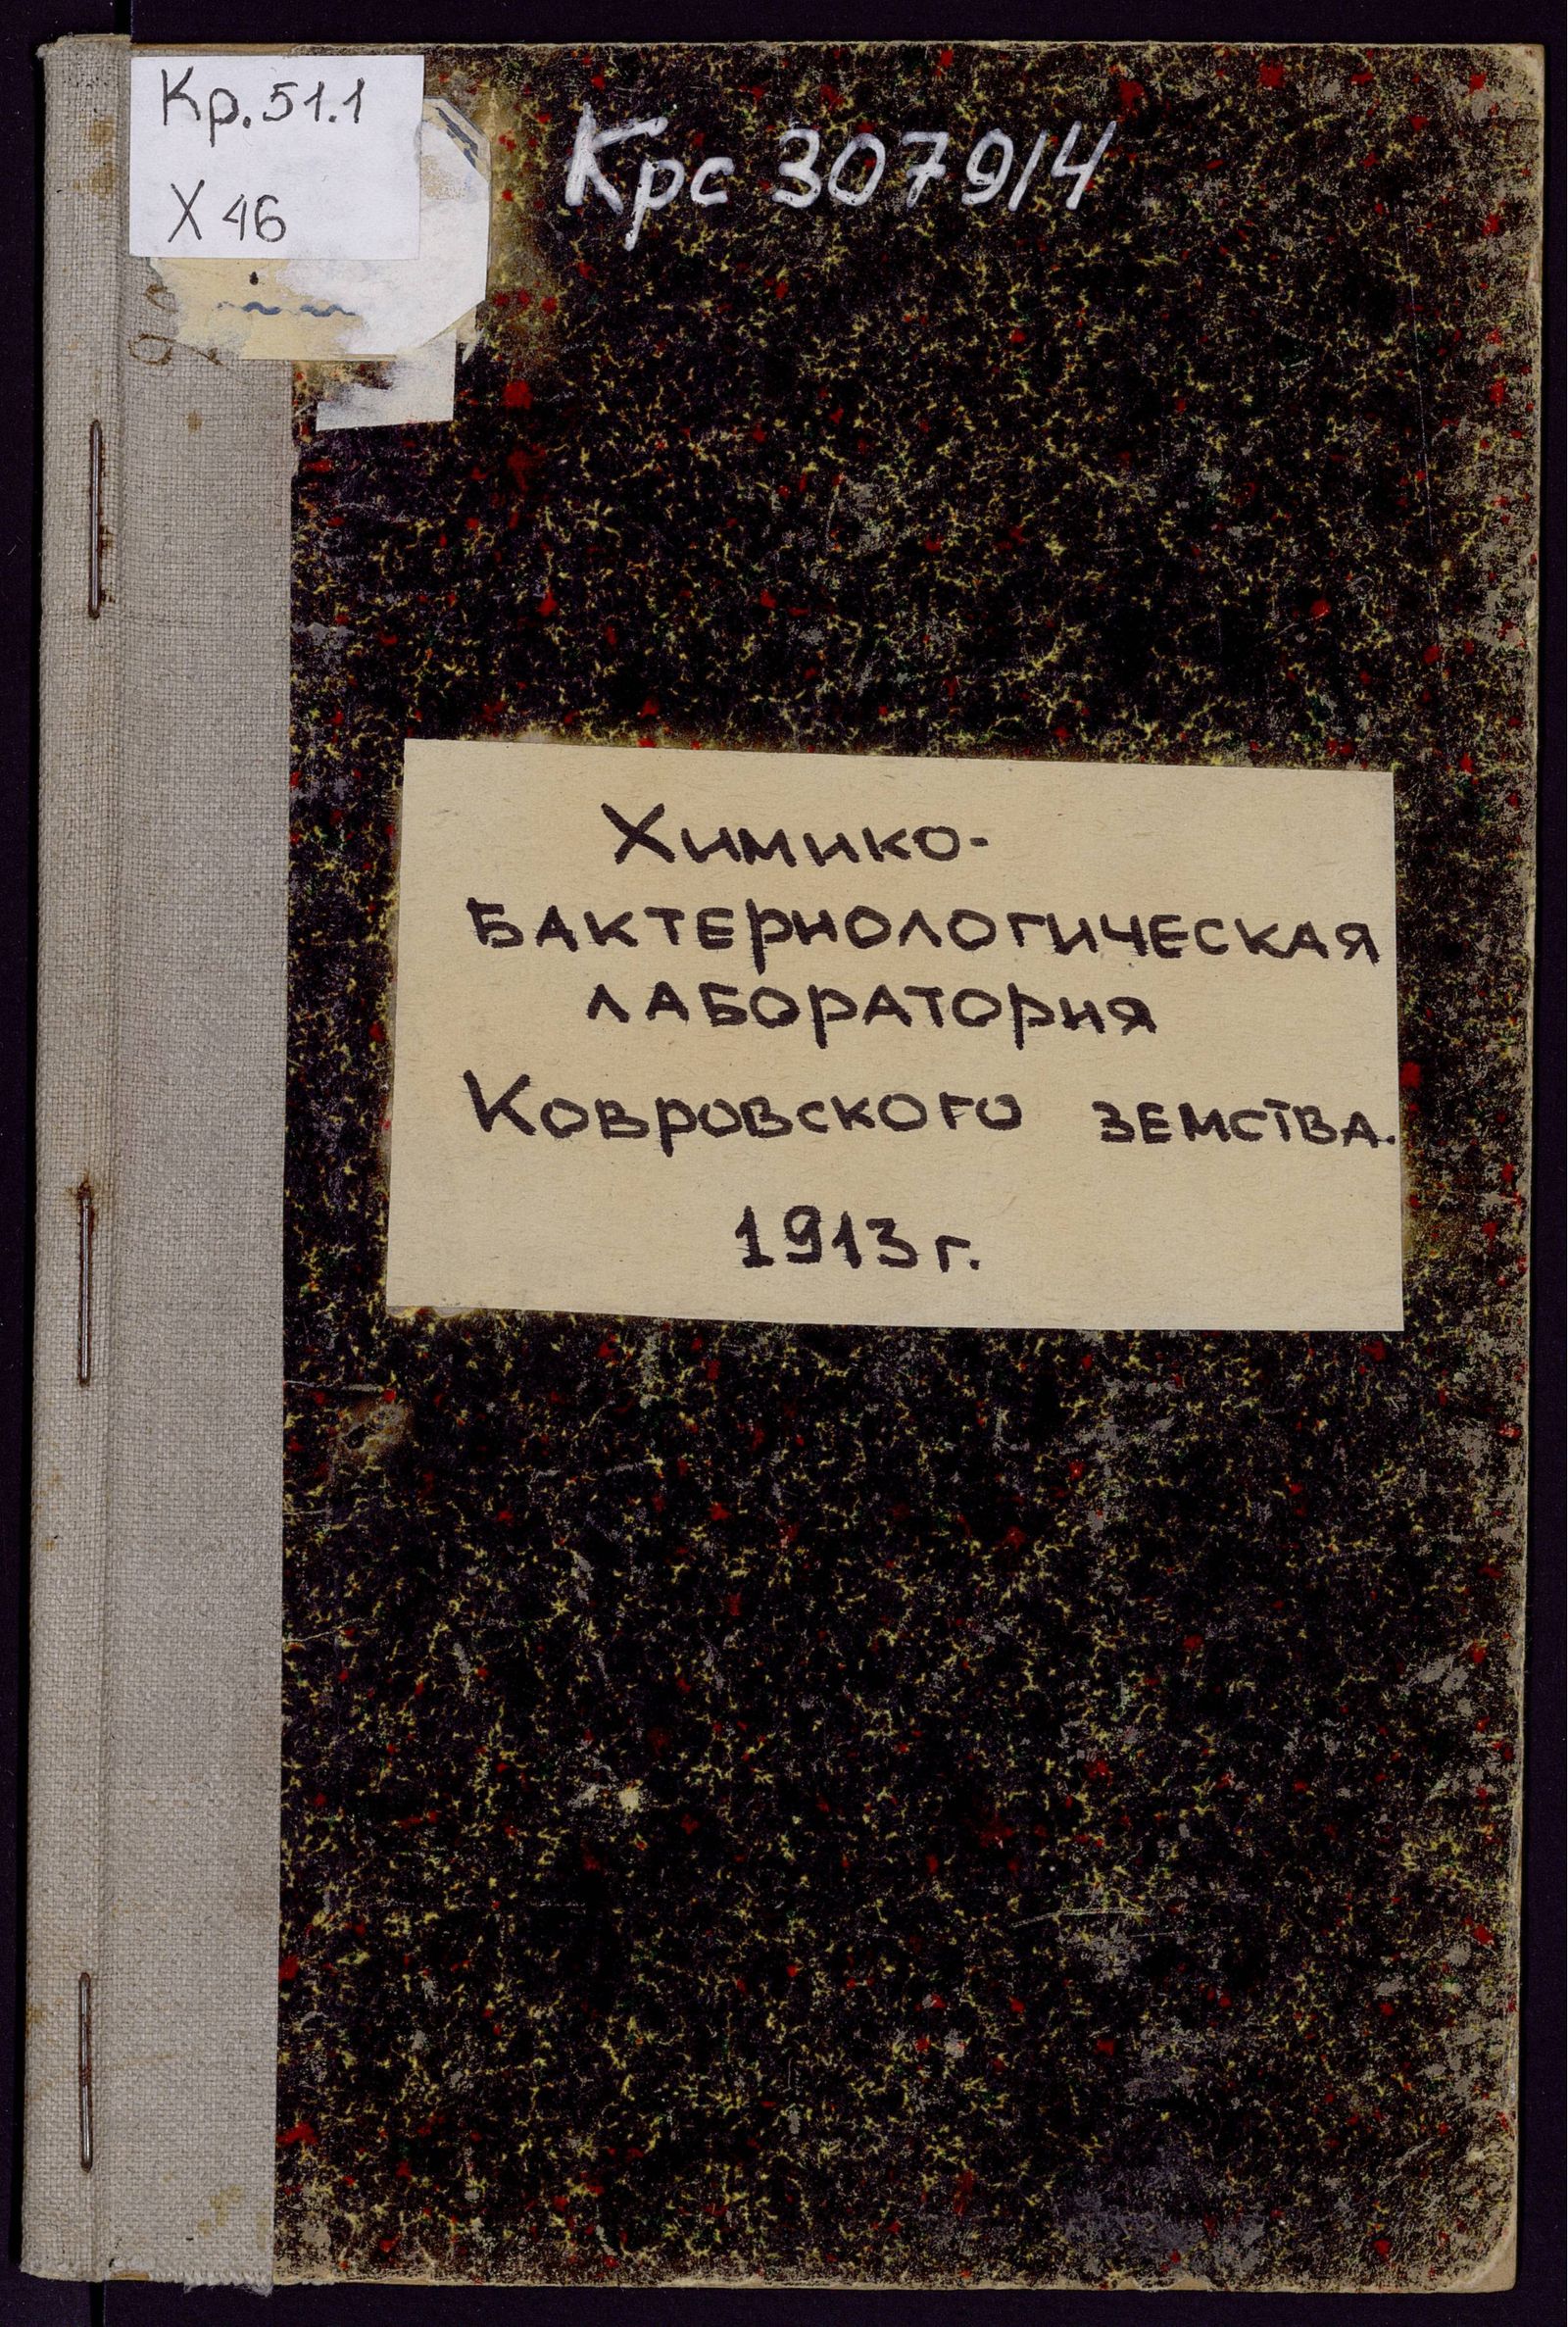 Кр.51.1
Х 46
Крс 3079/4
Химико-
БАКТЕРИОЛОГИЧЕСКАЯ
ЛАБОРАТОРИЯ
КОВРОВСКОГО ЗЕМСТВА.
1913 г.